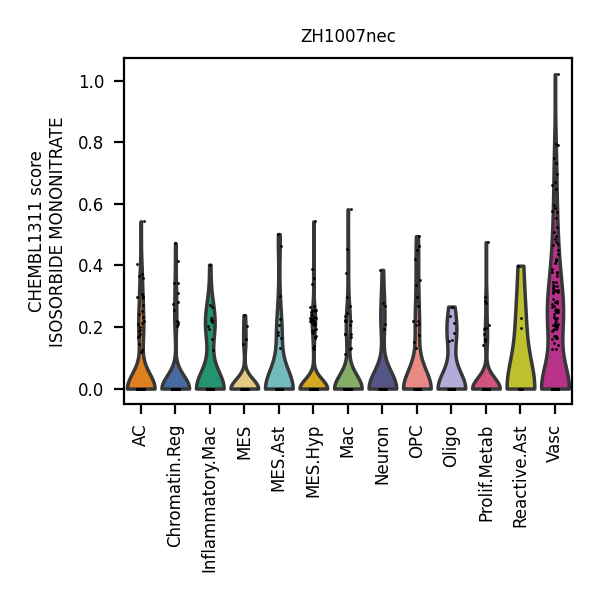 ZH1007nec
CHEMBL1311 score
ISOSORBIDE MONONITRATE
1.0
0.8
0.6
0.4
0.2
0.0
AC
Chromatin.Reg
Inflammatory.Mac
MES
MES.Ast
MES.Hyp
Mac
Neuron
OPC
Oligo
Prolif.Metab
Reactive.Ast
Vasc